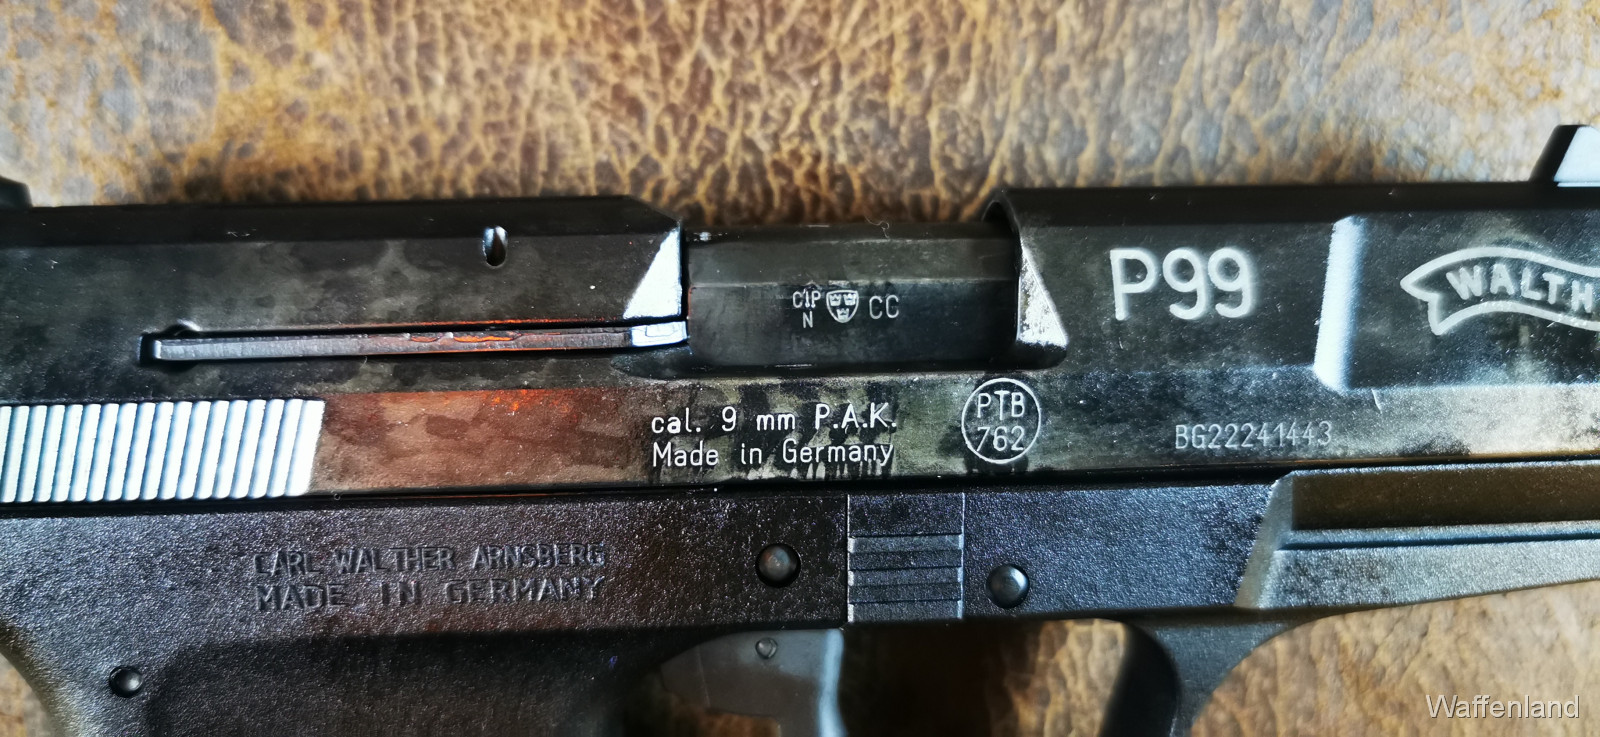 P99
WALTH
CIP
N
CC
cal. 9 mm P.A.K.
Made in Germany
PTB
762
BG22241443
CARL WALTHER ARNSBERG
MADE IN GERMANY
Waffenland